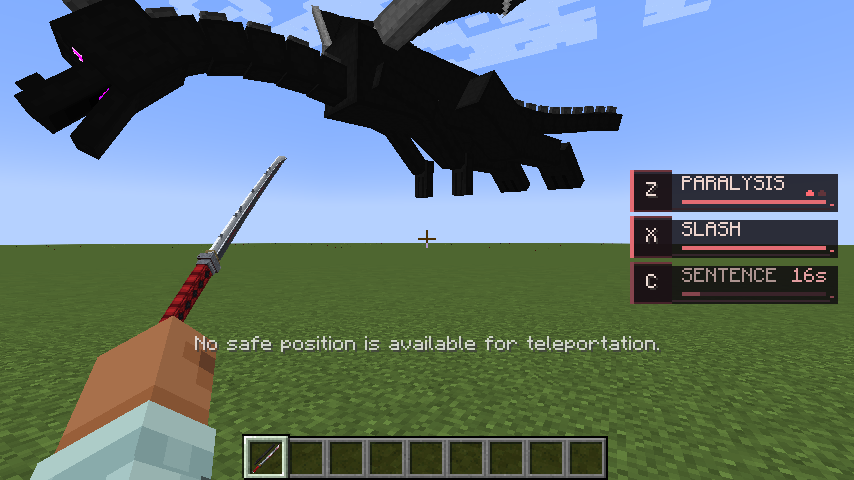 Z PARALYSIS
X SLASH
C SENTENCE 16s
No safe position is available for teleportation.